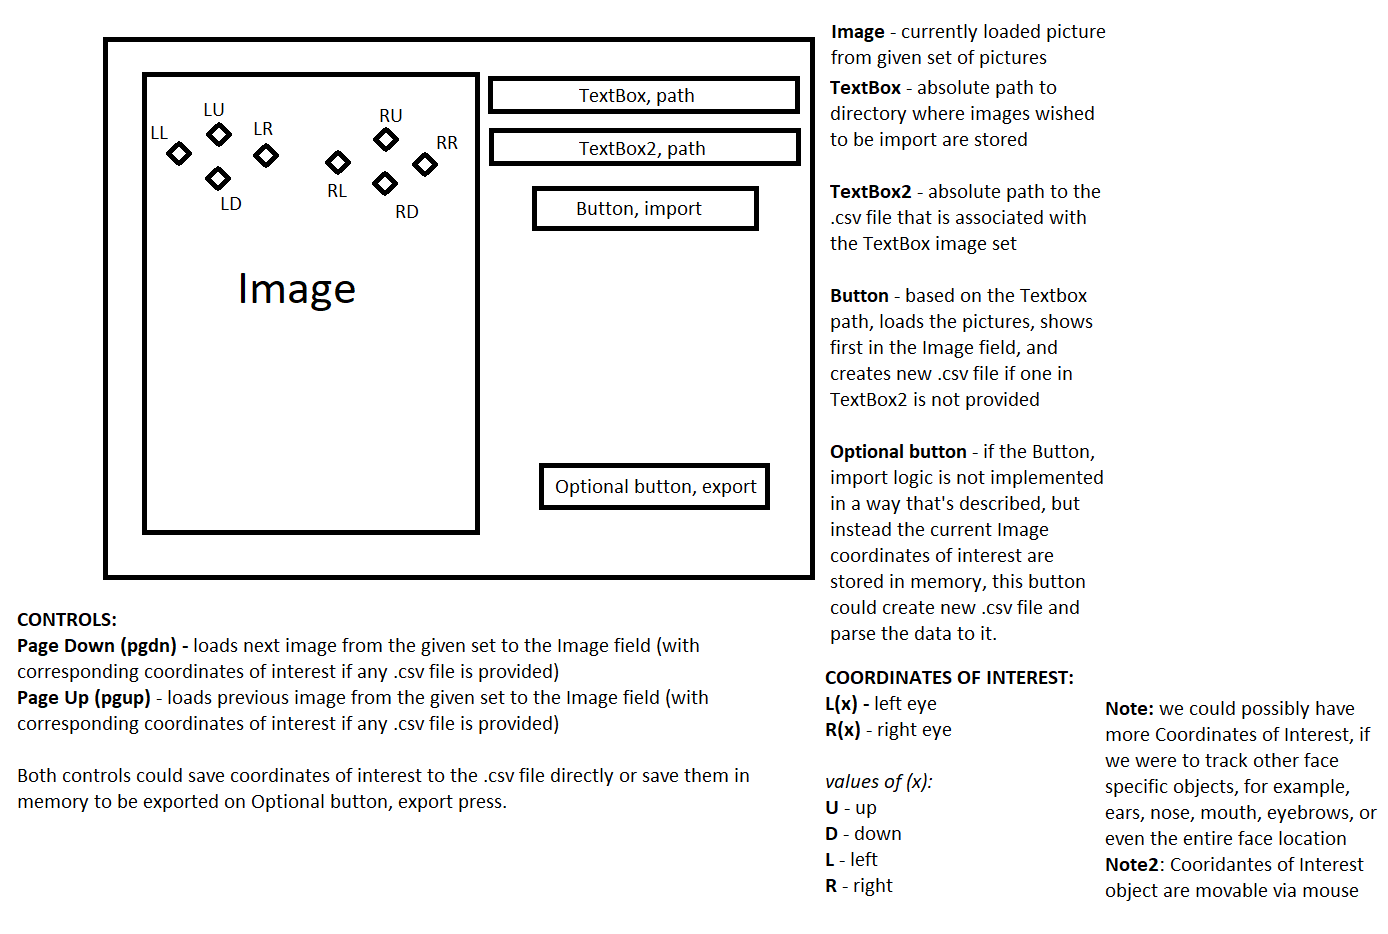 LU
LL
LR
LD
RU
RR
RL
RD
Image
TextBox, path
TextBox2, path
Button, import
Optional button, export
Image - currently loaded picture
from given set of pictures
TextBox - absolute path to
directory where images wished
to be import are stored
TextBox2 - absolute path to the
.csv file that is associated with
the TextBox image set
Button - based on the Textbox
path, loads the pictures, shows
first in the Image field, and
creates new .csv file if one in
TextBox2 is not provided
Optional button - if the Button,
import logic is not implemented
in a way that's described, but
instead the current Image
coordinates of interest are
stored in memory, this button
could create new .csv file and
parse the data to it.
CONTROLS:
Page Down (pgdn) - loads next image from the given set to the Image field (with
corresponding coordinates of interest if any .csv file is provided)
Page Up (pgup) - loads previous image from the given set to the Image field (with
corresponding coordinates of interest if any .csv file is provided)
Both controls could save coordinates of interest to the .csv file directly or save them in
memory to be exported on Optional button, export press.
COORDINATES OF INTEREST:
L(x) - left eye
R(x) - right eye
values of (x):
U - up
D - down
L - left
R - right
Note: we could possibly have
more Coordinates of Interest, if
we were to track other face
specific objects, for example,
ears, nose, mouth, eyebrows, or
even the entire face location
Note2: Cooridantes of Interest
object are movable via mouse